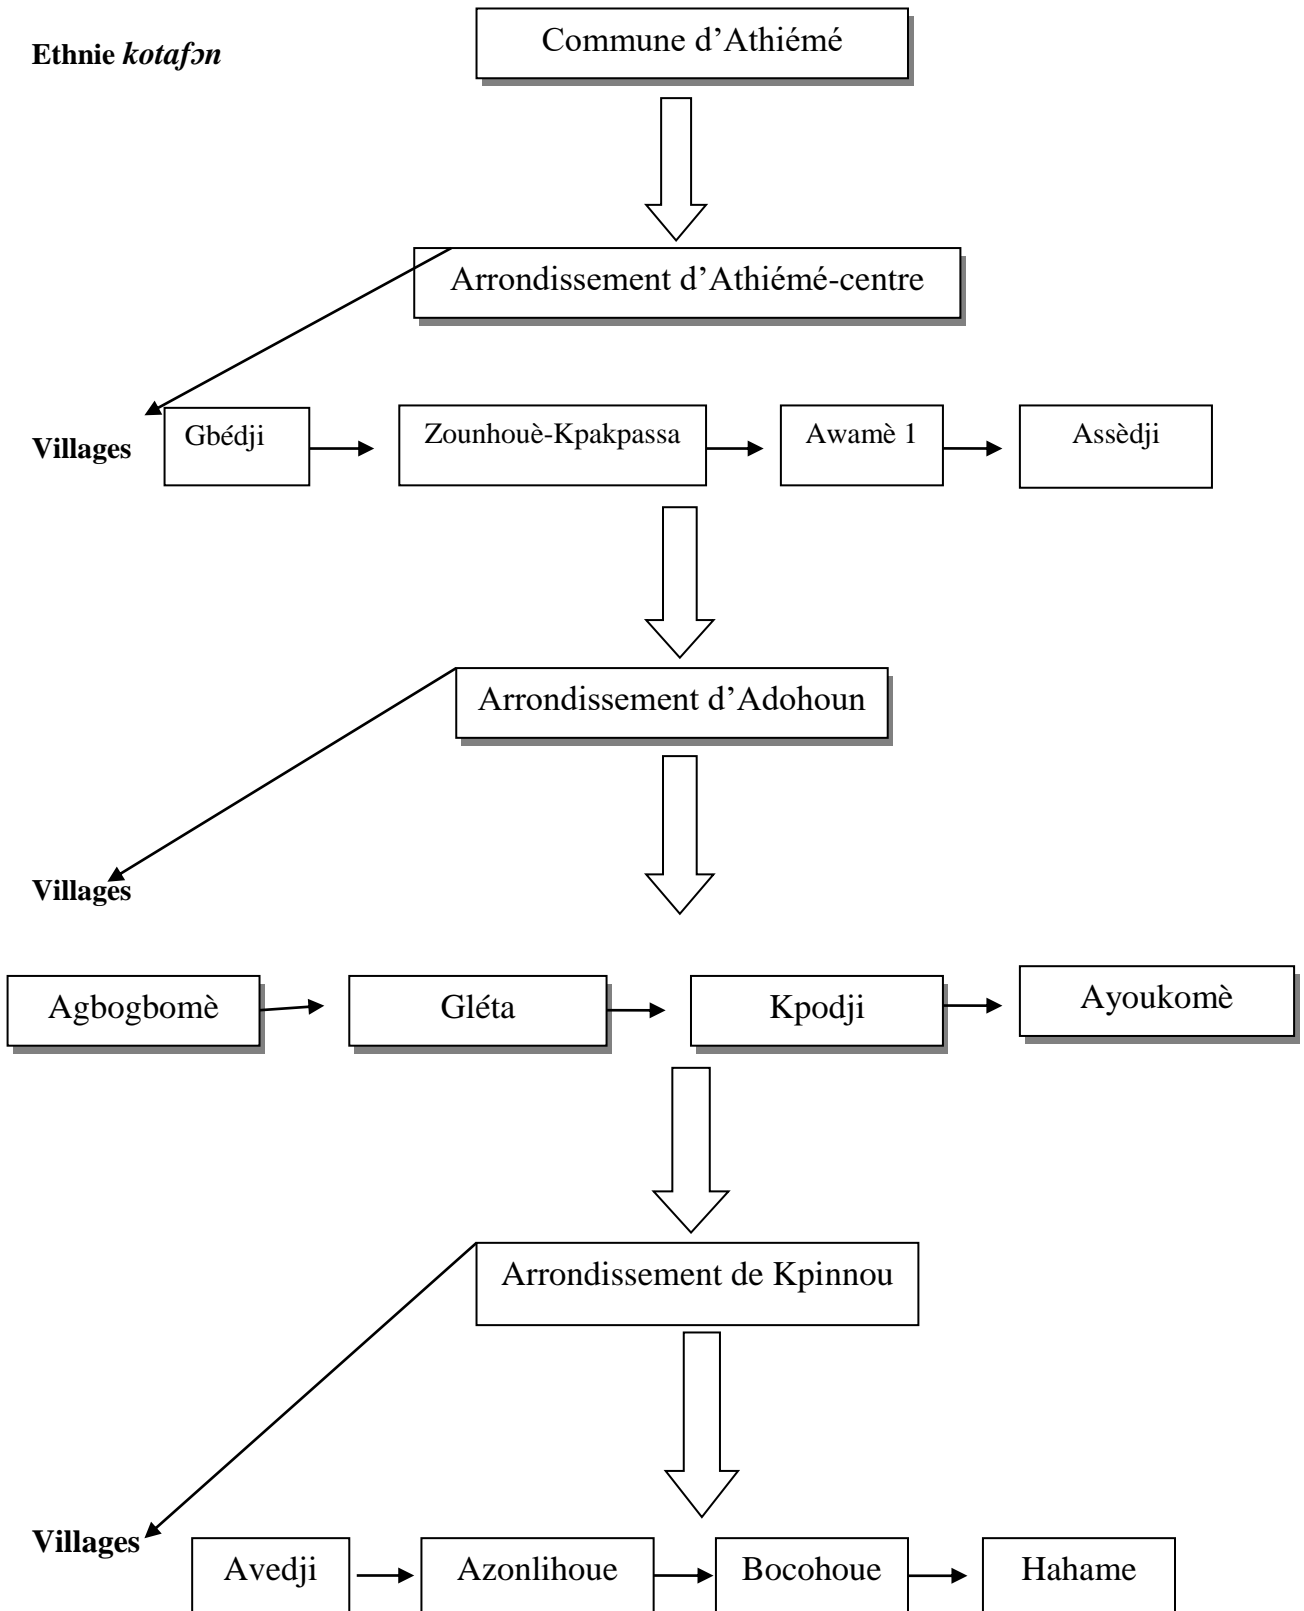 Ethnie kotafɔn
Commune d’Athiémé
Arrondissement d’Athiémé-centre
Villages
Gbédji
Zounhouè-Kpakpassa
Awamè 1
Assèdji
Arrondissement d’Adohoun
Villages
Agbogbomè
Gléta
Kpodji
Ayoukomè
Arrondissement de Kpinnou
Villages
Avedji
Azonlihoue
Bocohoue
Hahame